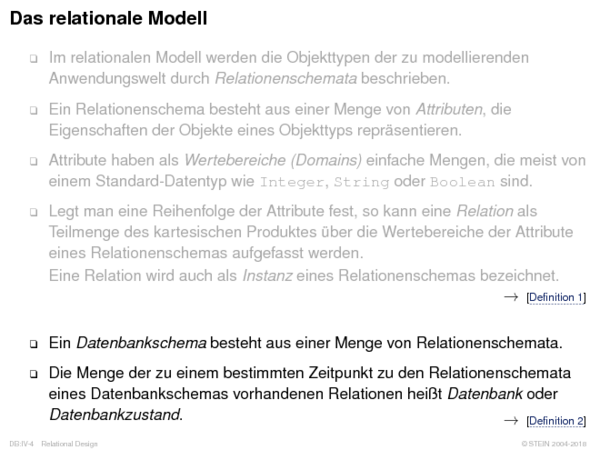 Das relationale Modell
❑ Im relationalen Modell werden die Objekttypen der zu modellierenden
Anwendungswelt durch Relationenschemata beschrieben.
❑ Ein Relationenschema besteht aus einer Menge von Attributen, die
Eigenschaften der Objekte eines Objekttyps repräsentieren.
❑ Attribute haben als Wertebereiche (Domains) einfache Mengen, die meist von
einem Standard-Datentyp wie Integer, String oder Boolean sind.
❑ Legt man eine Reihenfolge der Attribute fest, so kann eine Relation als
Teilmenge des kartesischen Produktes über die Wertebereiche der Attribute
eines Relationenschemas aufgefasst werden.
Eine Relation wird auch als Instanz eines Relationenschemas bezeichnet.
→ [Definition 1]
❑ Ein Datenbankschema besteht aus einer Menge von Relationenschemata.
❑ Die Menge der zu einem bestimmten Zeitpunkt zu den Relationenschemata
eines Datenbankschemas vorhandenen Relationen heißt Datenbank oder
Datenbankzustand.
→ [Definition 2]
DB:IV-4 Relational Design
© STEIN 2004-2018